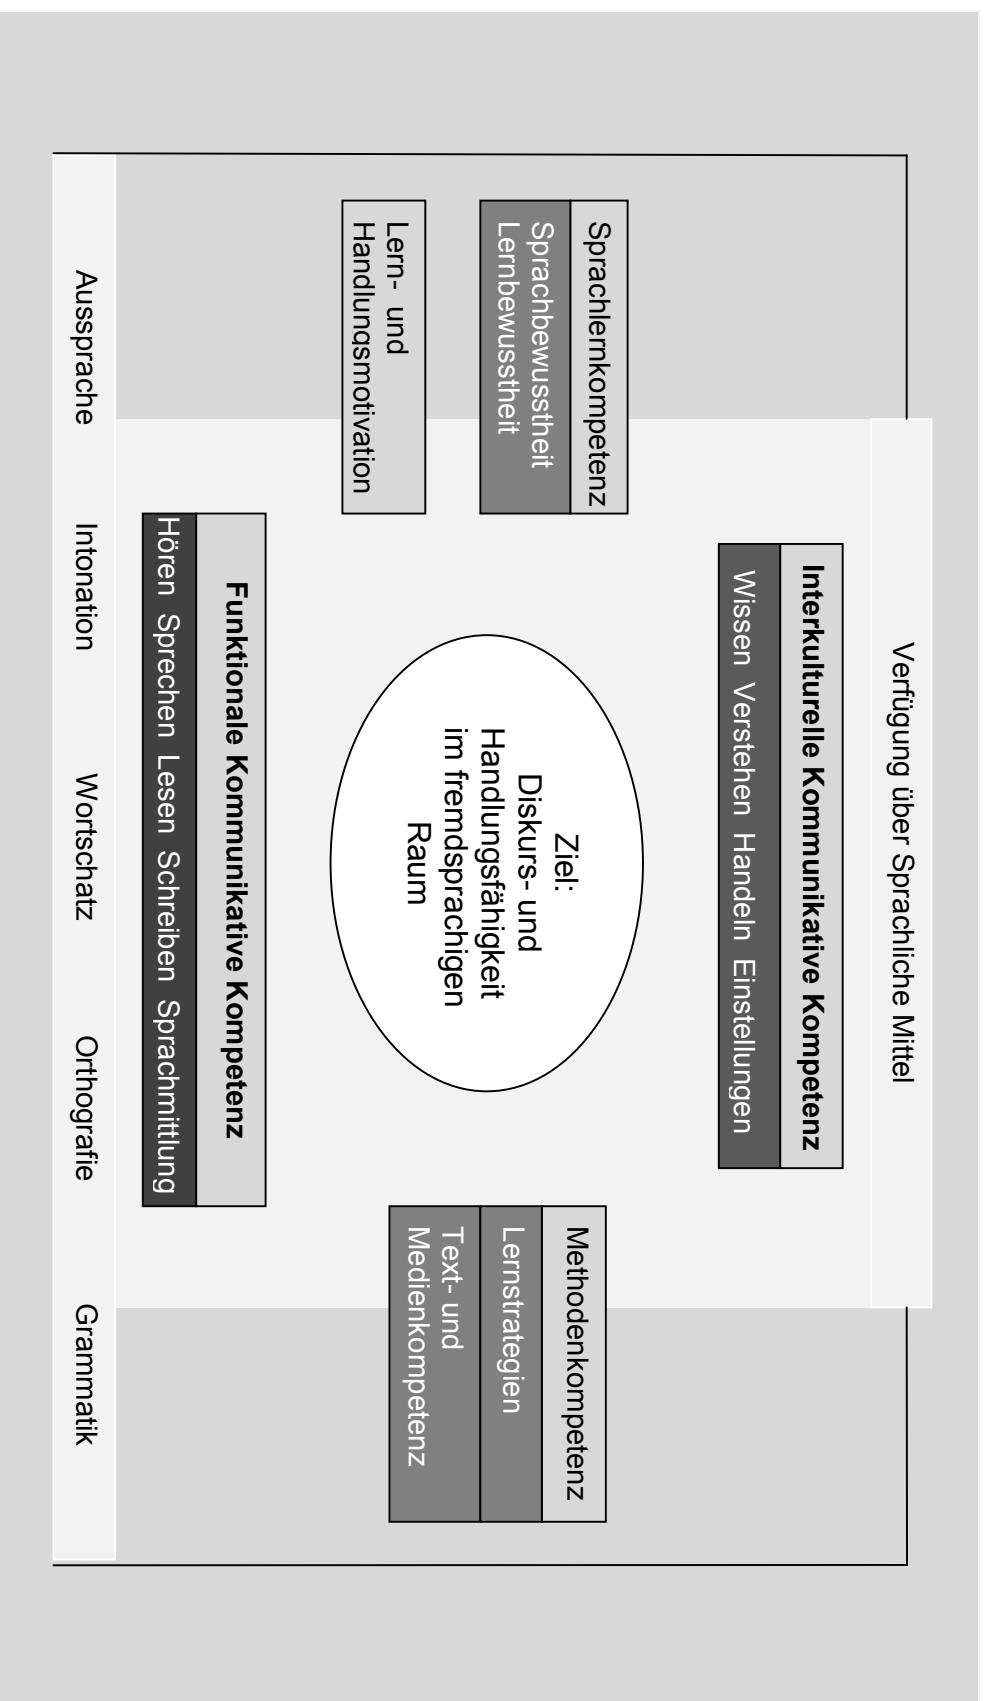 Verfügung über Sprachliche Mittel
Interkulturelle Kommunikative Kompetenz
Wissen Verstehen Handeln Einstellungen
Sprachlernkompetenz
Sprachbewusstheit
Lernbewusstheit
Lern- und
Handlungsmotivation
Ziel:
Diskurs- und
Handlungsfähigkeit
im fremdsprachigen
Raum
Methodenkompetenz
Lernstrategien
Text- und
Medienkompetenz
Funktionale Kommunikative Kompetenz
Hören Sprechen Lesen Schreiben Sprachmittlung
Aussprache Intonation Wortschatz Orthografie Grammatik